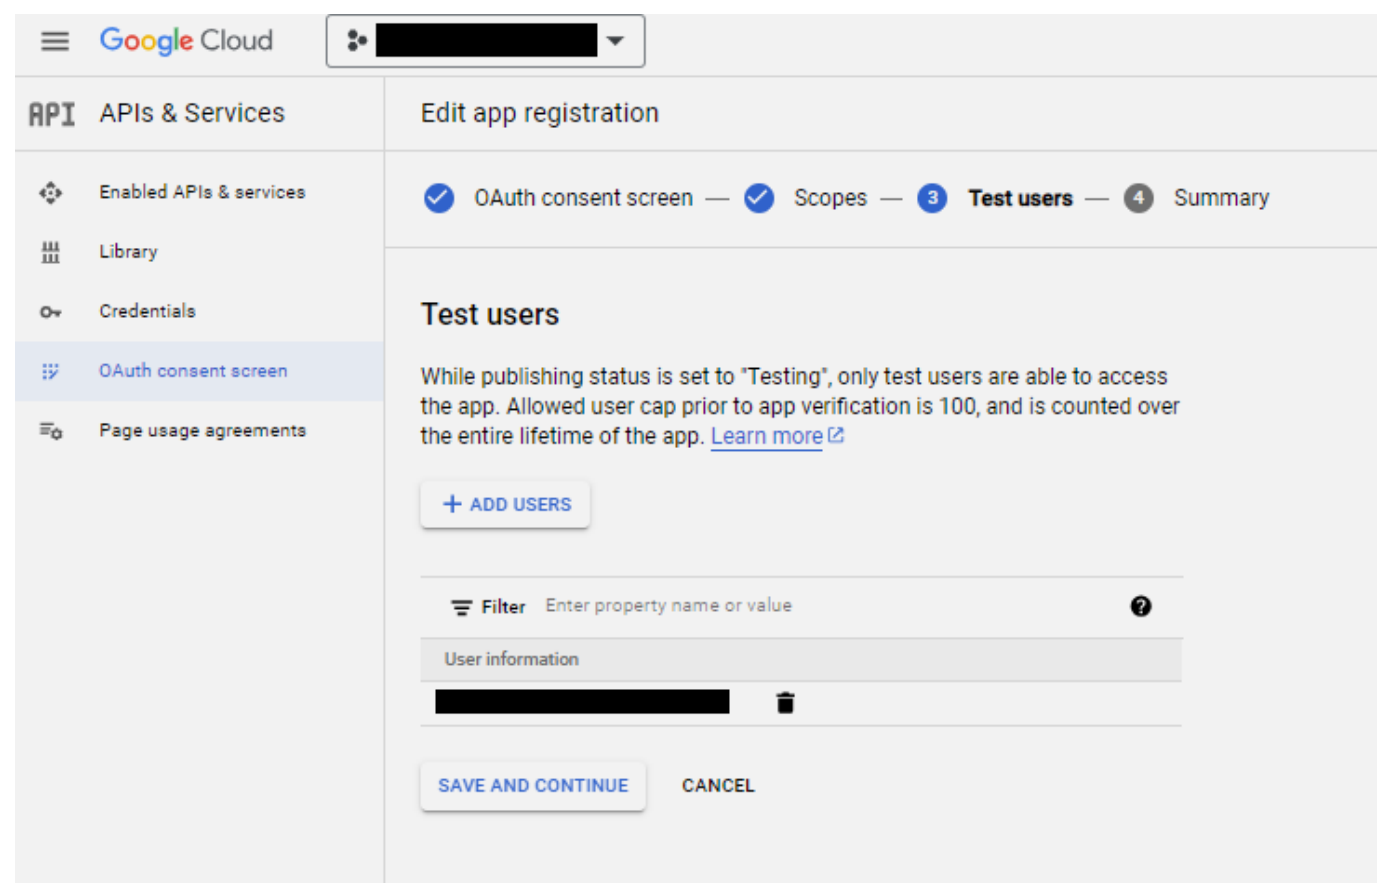 Google Cloud
API APIs & Services
Edit app registration
Enabled APIs & services
Library
Credentials
OAuth consent screen
Page usage agreements
OAuth consent screen — Scopes — 3 Test users — 4 Summary
Test users
While publishing status is set to "Testing", only test users are able to access
the app. Allowed user cap prior to app verification is 100, and is counted over
the entire lifetime of the app. Learn more
+ ADD USERS
Filter Enter property name or value
User information
SAVE AND CONTINUE CANCEL